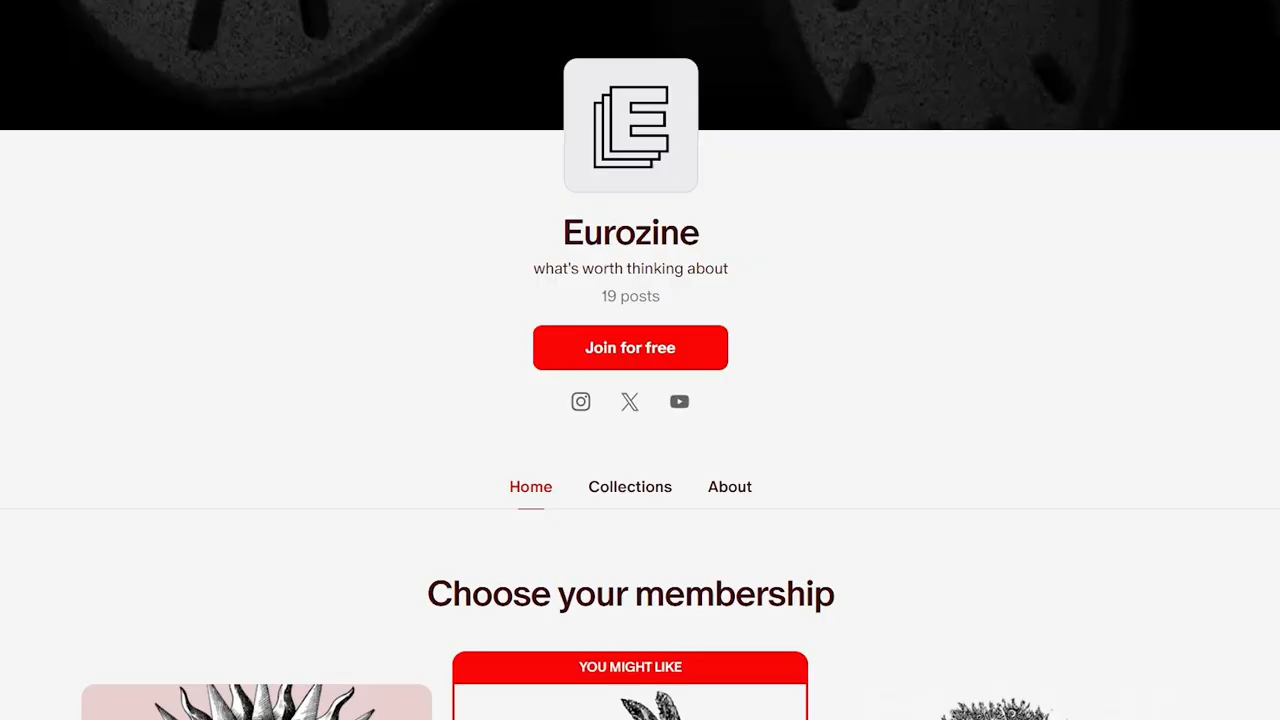 E
Eurozine
what's worth thinking about
19 posts
Join for free
Home Collections About
Choose your membership
YOU MIGHT LIKE